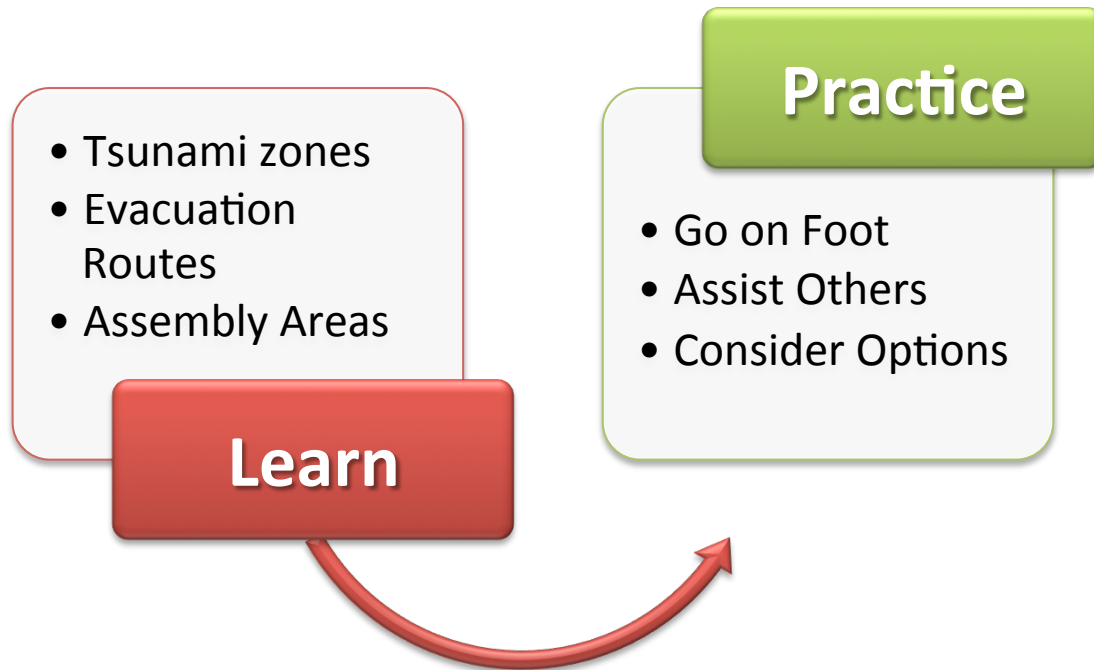 • Tsunami zones
• Evacuation
Routes
• Assembly Areas
Learn
Practice
• Go on Foot
• Assist Others
• Consider Options